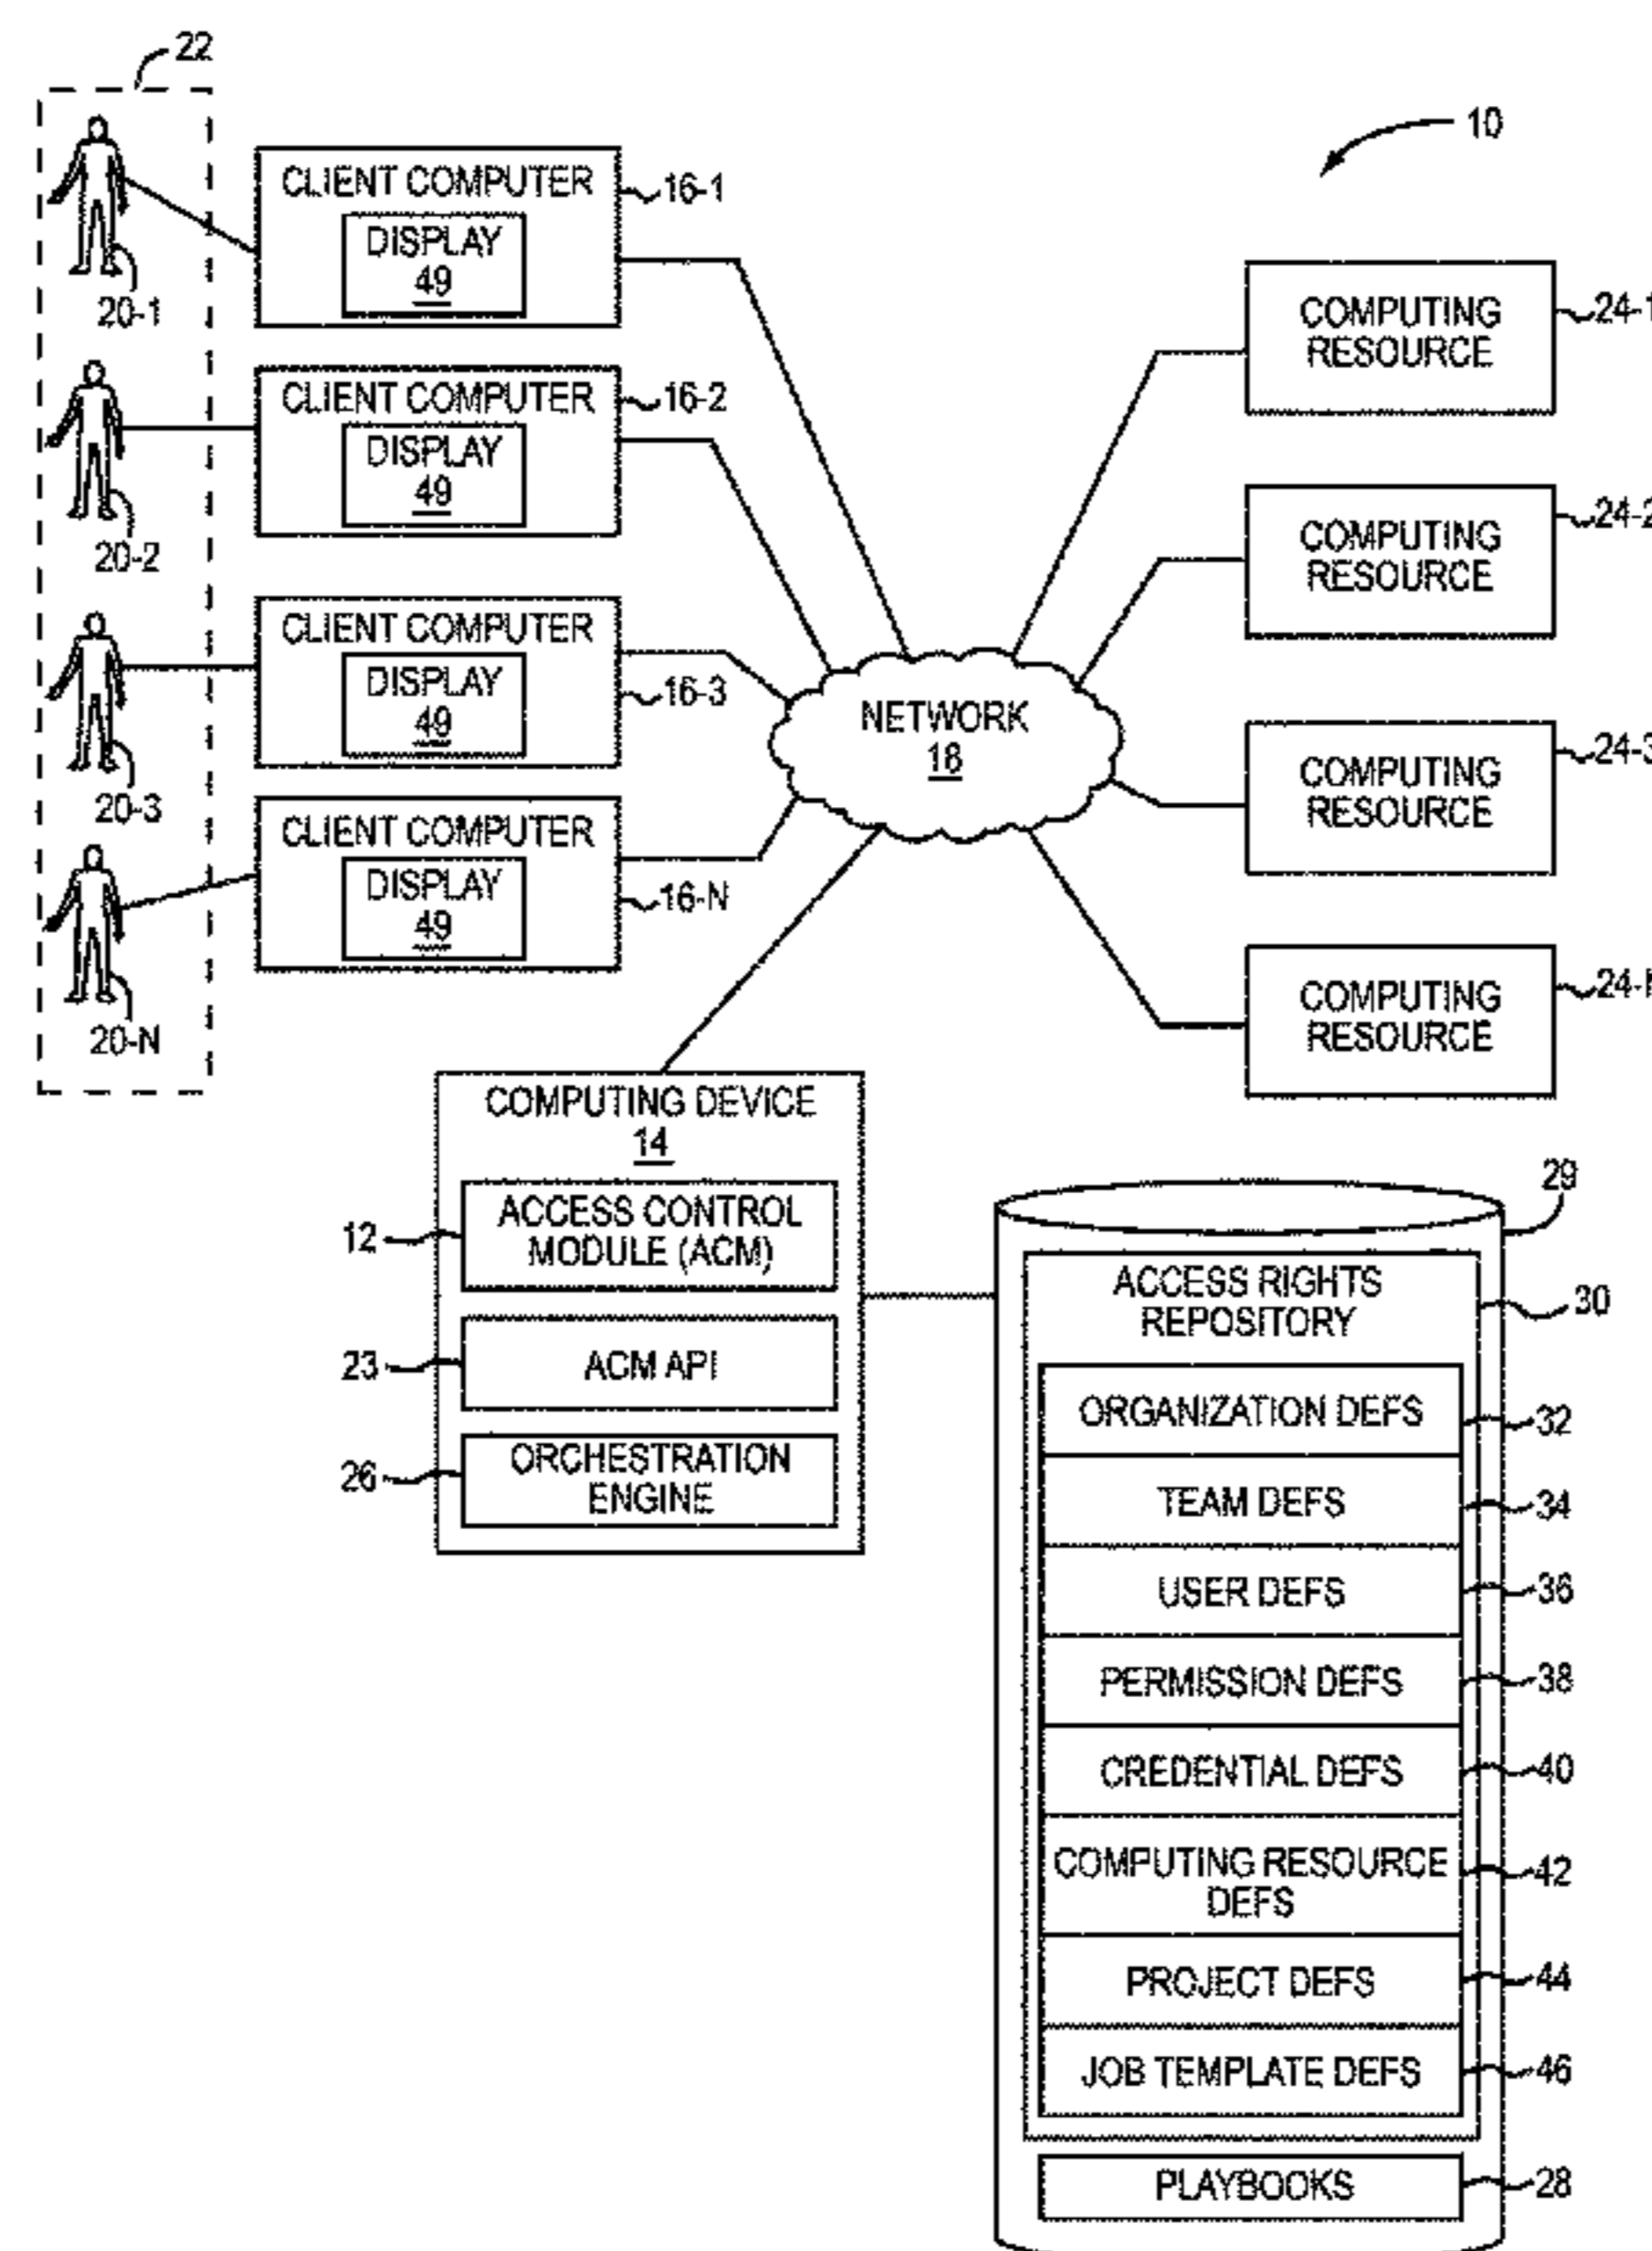 22
10
CLIENT COMPUTER
16-1
DISPLAY
49
20-1
COMPUTING
RESOURCE
24-1
CLIENT COMPUTER
16-2
DISPLAY
49
20-2
COMPUTING
RESOURCE
24-2
CLIENT COMPUTER
DISPLAY
16-3
49
20-3
NETWORK
18
COMPUTING
RESOURCE
24-3
CLIENT COMPUTER
DISPLAY
16-N
49
20-N
COMPUTING
RESOURCE
24-N
COMPUTING DEVICE
14
12
ACCESS CONTROL
MODULE (ACM)
23
ACM API
26
ORCHESTRATION
ENGINE
29
ACCESS RIGHTS
REPOSITORY
30
ORGANIZATION DEFS
32
TEAM DEFS
34
USER DEFS
36
PERMISSION DEFS
38
CREDENTIAL DEFS
40
COMPUTING RESOURCE
DEFS
42
PROJECT DEFS
44
JOB TEMPLATE DEFS
46
PLAYBOOKS
28